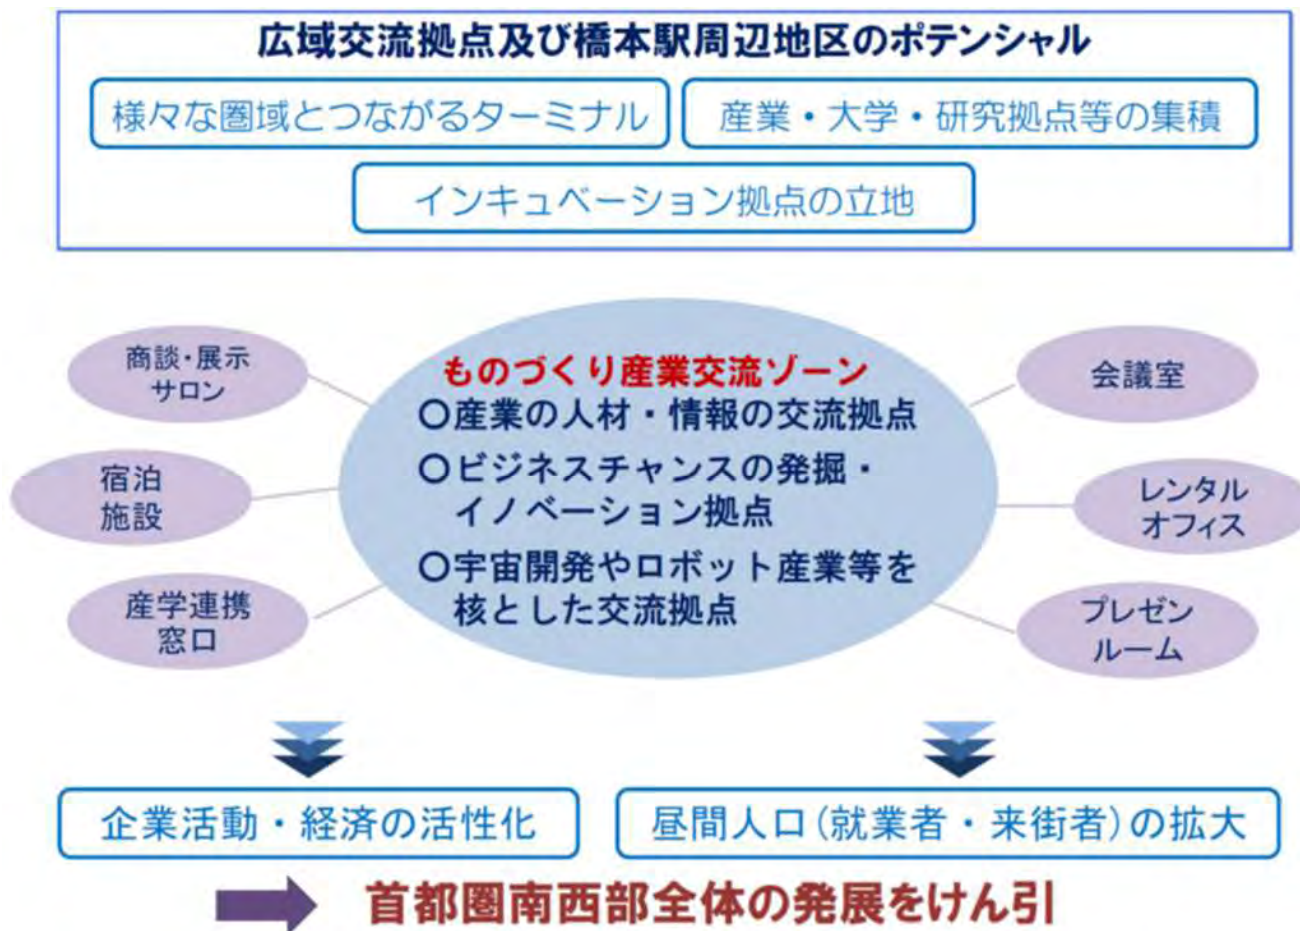 広域交流拠点及び橋本駅周辺地区のポテンシャル
様々な圏域とつながるターミナル
産業・大学・研究拠点等の集積
インキュベーション拠点の立地
商談・展示
サロン
宿泊
施設
産学連携
窓口
ものづくり産業交流ゾーン
〇産業の人材・情報の交流拠点
〇ビジネスチャンスの発掘・
イノベーション拠点
〇宇宙開発やロボット産業等を
核とした交流拠点
会議室
レンタル
オフィス
プレゼン
ルーム
企業活動・経済の活性化
昼間人口(就業者・来街者)の拡大
首都圏南西部全体の発展をけん引